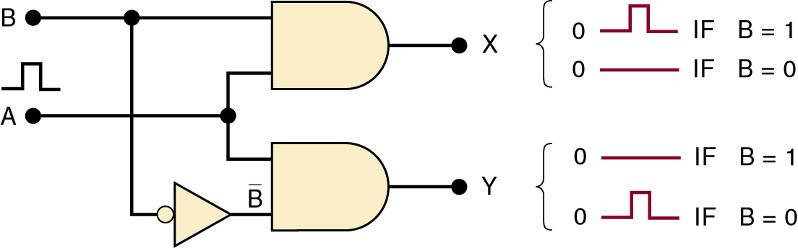 B
A
B̅
X
0 IF B = 1
0 IF B = 0
Y
0 IF B = 1
0 IF B = 0